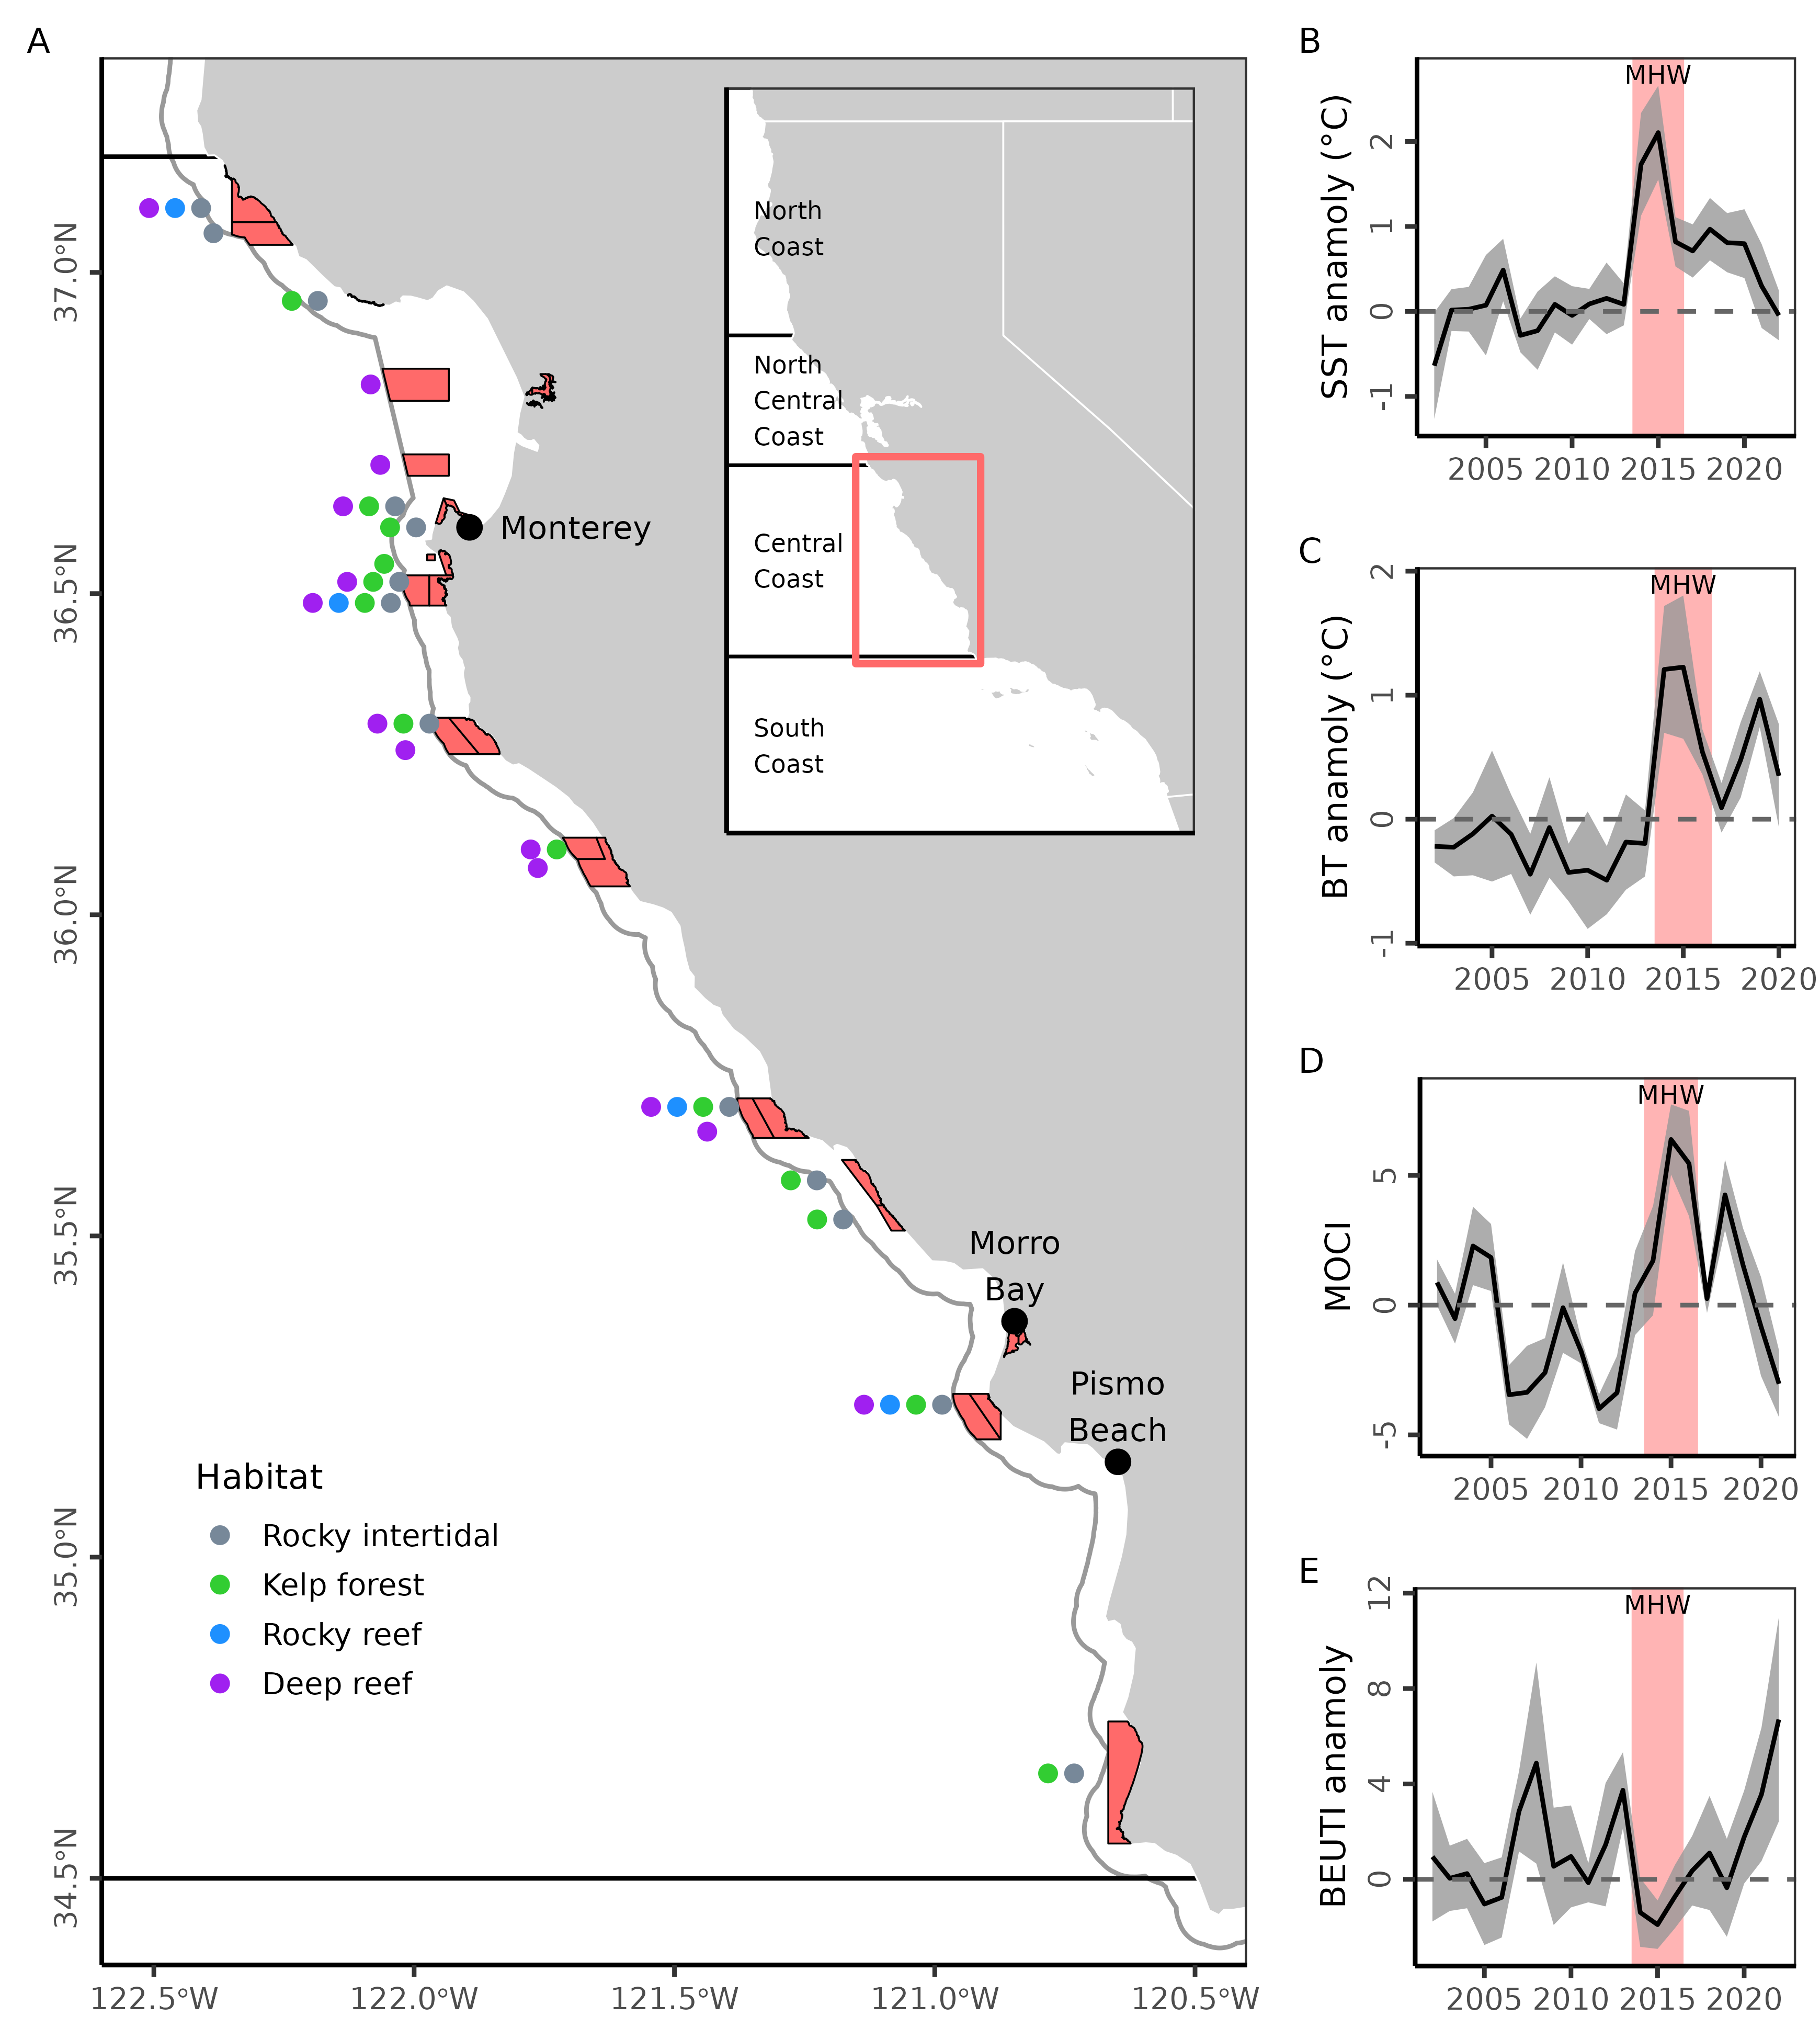 A
37.0°N
36.5°N
36.0°N
35.5°N
35.0°N
34.5°N
122.5°W
122.0°W
121.5°W
121.0°W
120.5°W
North
Coast
North
Central
Coast
Central
Coast
South
Coast
Monterey
Morro
Bay
Pismo
Beach
Habitat
Rocky intertidal
Kelp forest
Rocky reef
Deep reef
B
SST anamoly (°C)
2
1
0
-1
MHW
2005 2010 2015 2020
C
BT anamoly (°C)
2
1
0
-1
MHW
2005 2010 2015 2020
D
MOCI
5
0
-5
MHW
2005 2010 2015 2020
E
BEUTI anamoly
12
8
4
0
MHW
2005 2010 2015 2020